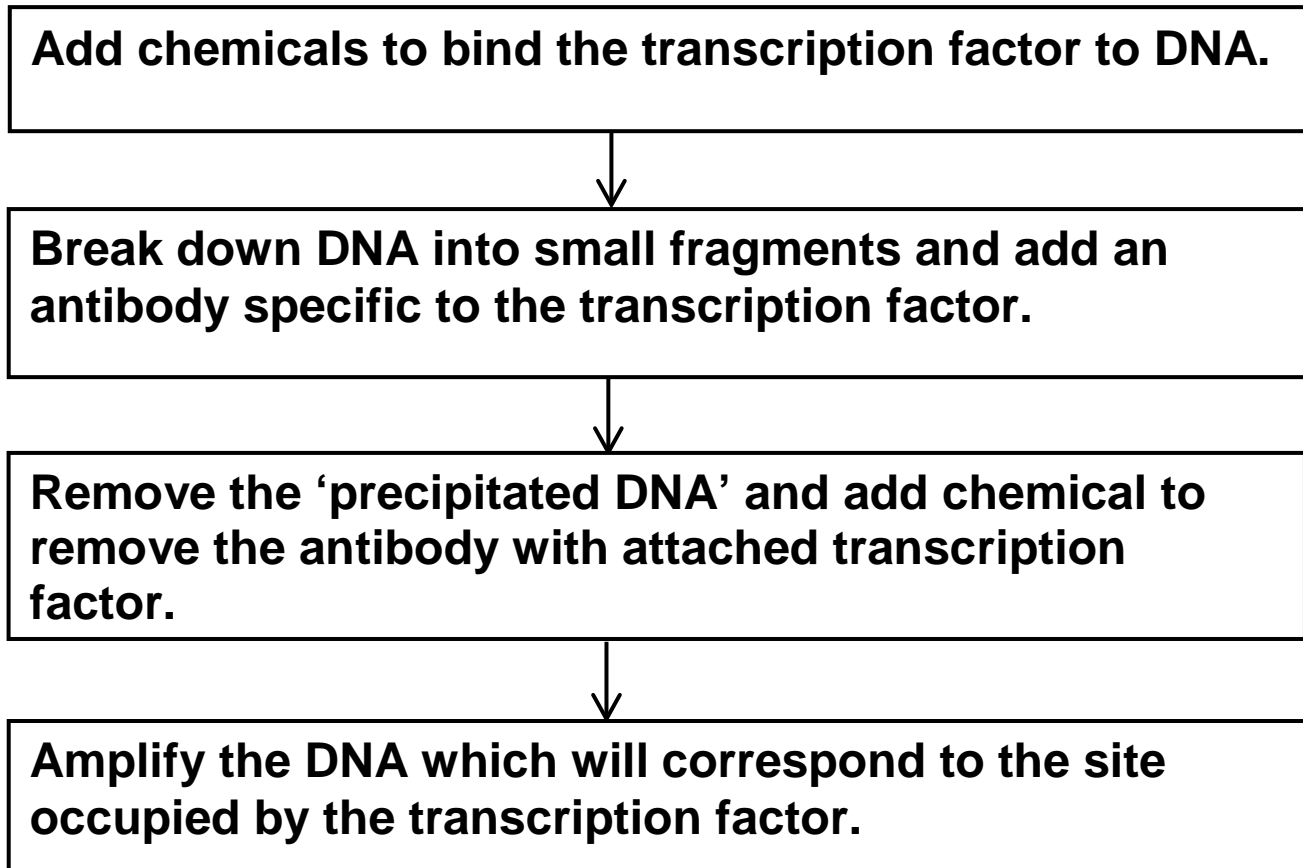 Add chemicals to bind the transcription factor to DNA.
Break down DNA into small fragments and add an
antibody specific to the transcription factor.
Remove the ‘precipitated DNA’ and add chemical to
remove the antibody with attached transcription
factor.
Amplify the DNA which will correspond to the site
occupied by the transcription factor.